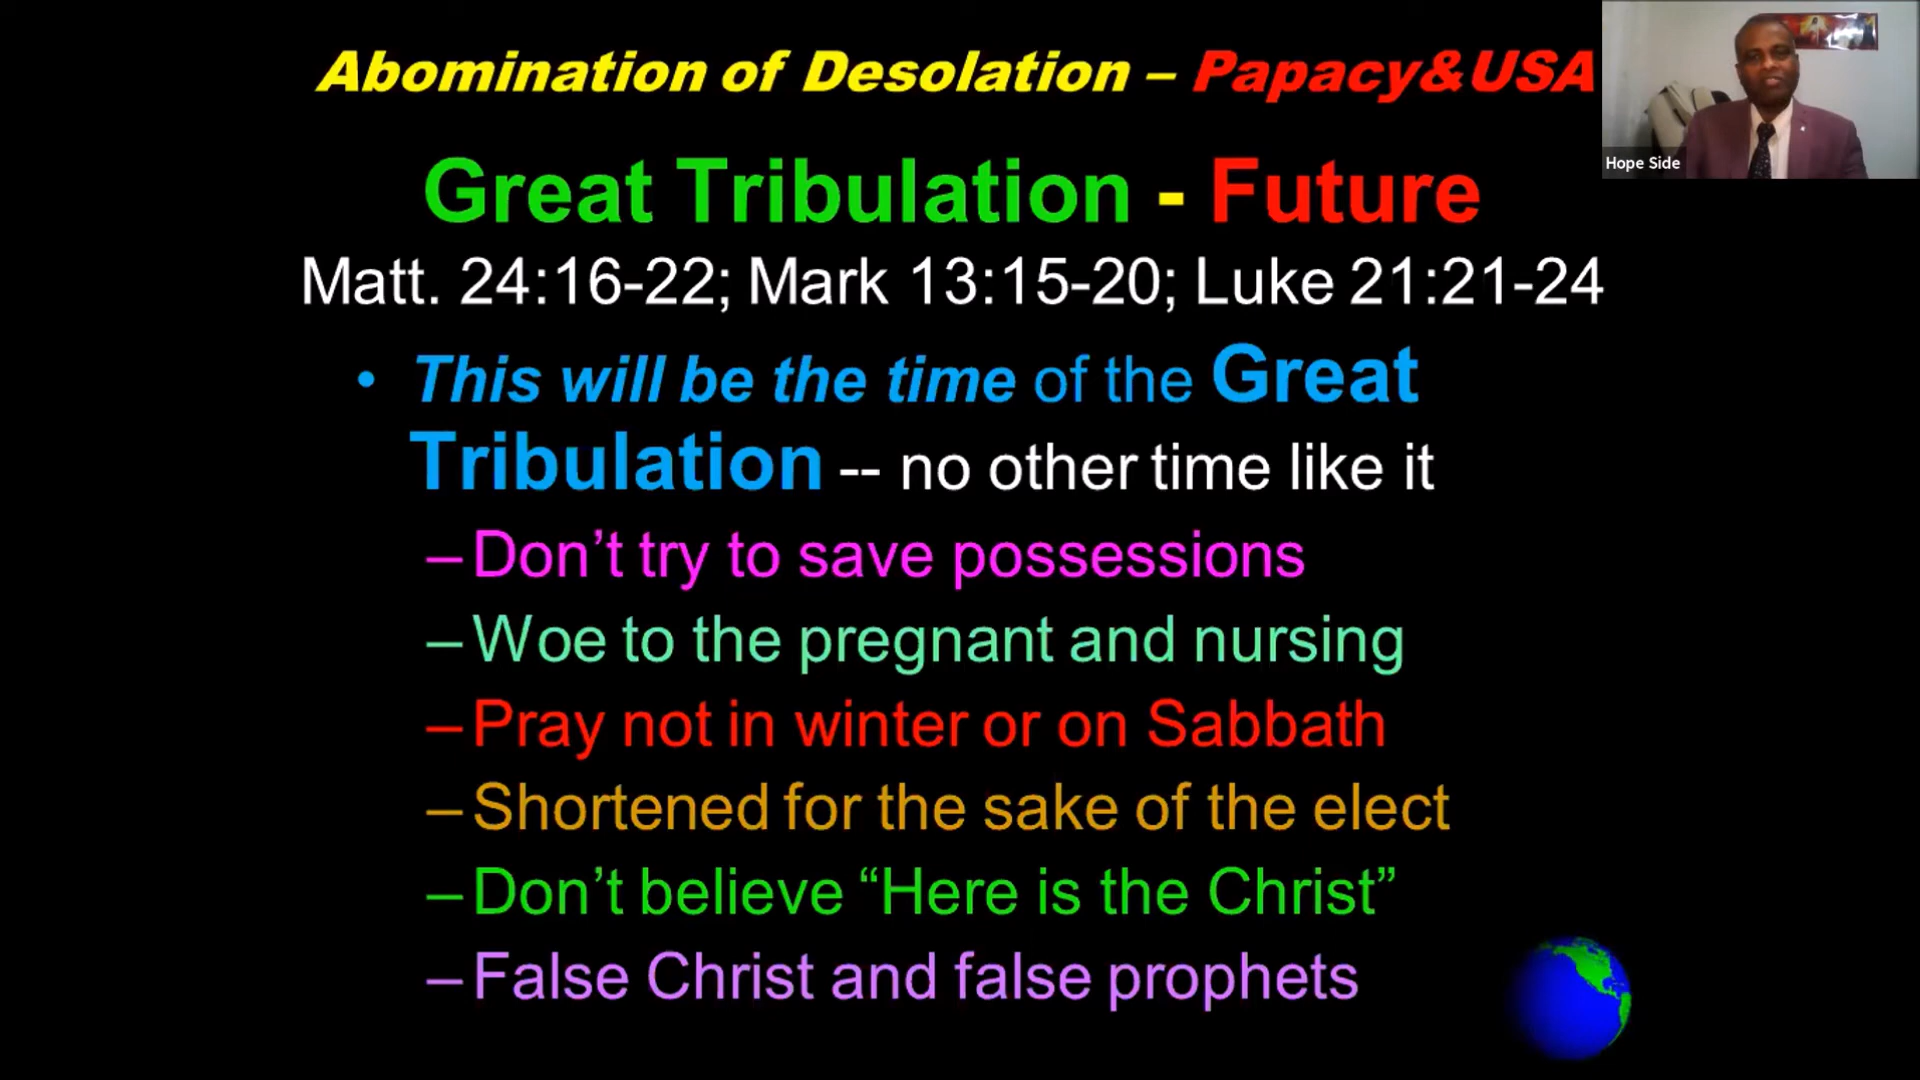 Abomination of Desolation – Papacy&USA
Hope Side
Great Tribulation - Future
Matt. 24:16-22; Mark 13:15-20; Luke 21:21-24
• This will be the time of the Great
Tribulation -- no other time like it
–Don’t try to save possessions
–Woe to the pregnant and nursing
–Pray not in winter or on Sabbath
–Shortened for the sake of the elect
–Don’t believe “Here is the Christ”
–False Christ and false prophets